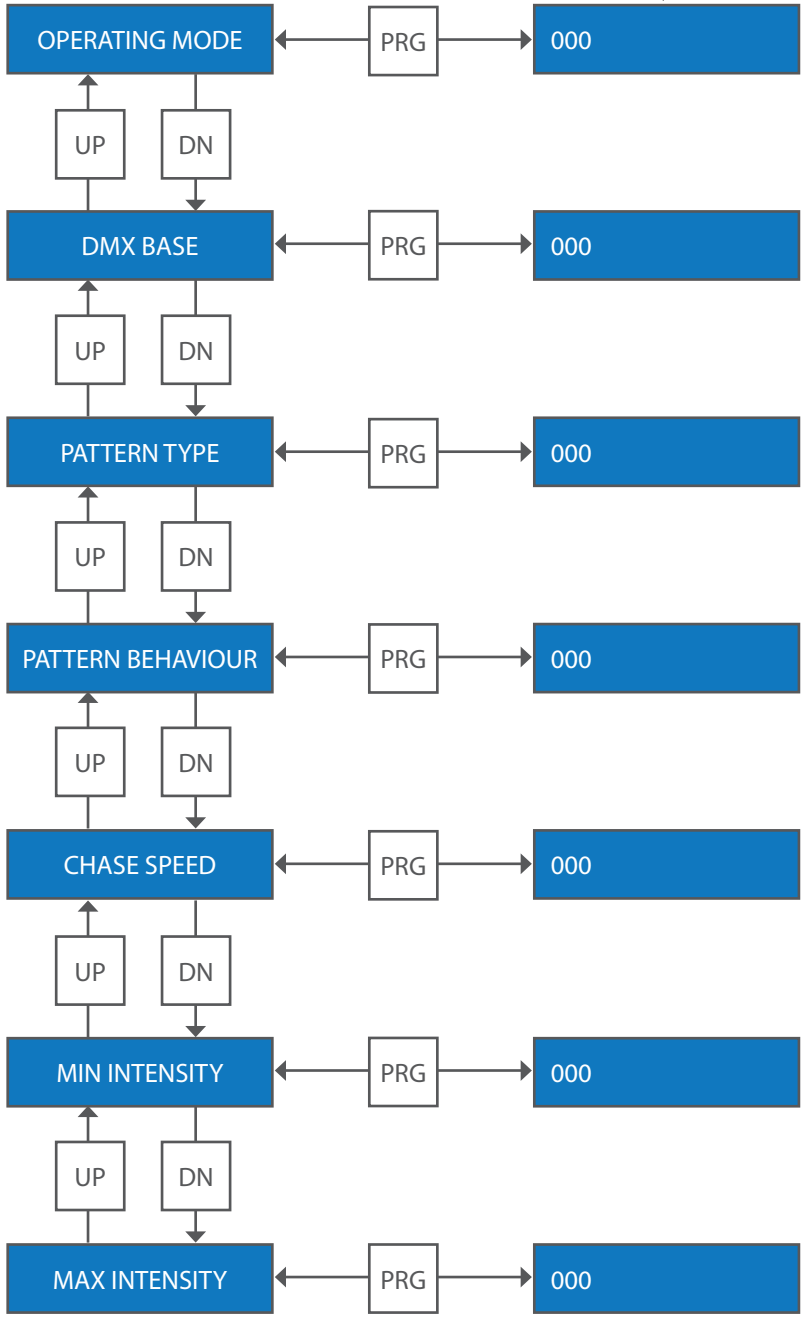 OPERATING MODE PRG 000
UP DN
DMX BASE PRG 000
UP DN
PATTERN TYPE PRG 000
UP DN
PATTERN BEHAVIOUR PRG 000
UP DN
CHASE SPEED PRG 000
UP DN
MIN INTENSITY PRG 000
UP DN
MAX INTENSITY PRG 000